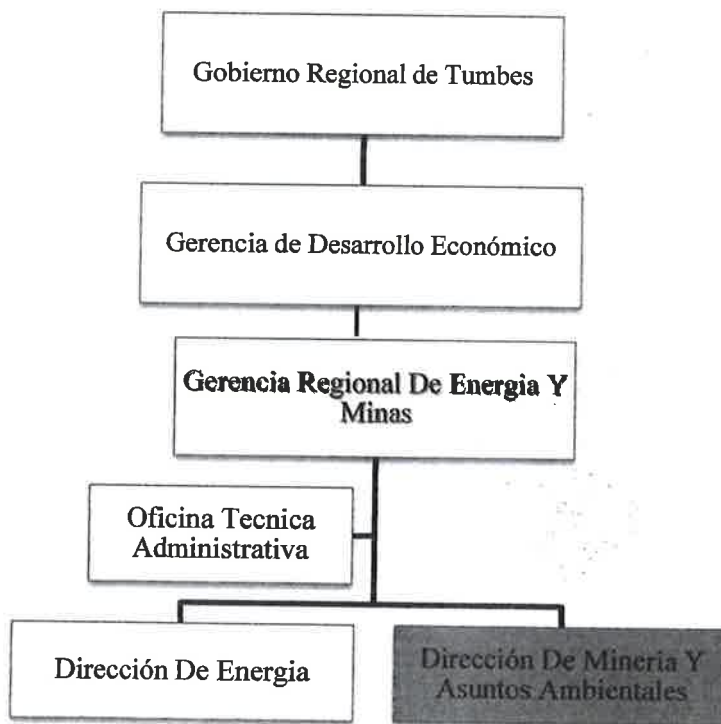 Gobierno Regional de Tumbes
Gerencia de Desarrollo Económico
Gerencia Regional De Energia Y
Minas
Oficina Tecnica
Administrativa
Dirección De Energia
Dirección De Mineria Y
Asuntos Ambientales